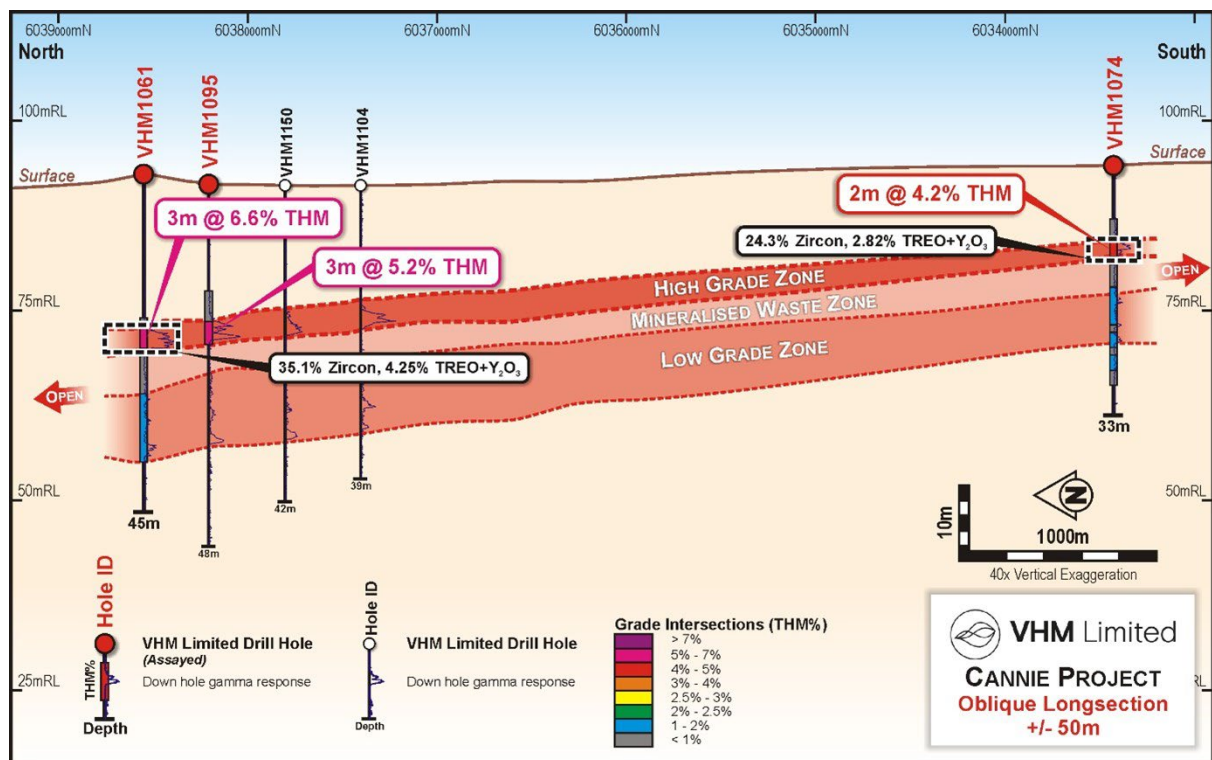 6039000mN 6038000mN 6037000mN 6036000mN 6035000mN 6034000mN
North
South
VHM1061
VHM1095
VHM1150
VHM1104
VHM1074
100mRL
100mRL
Surface
Surface
3m @ 6.6% THM
2m @ 4.2% THM
24.3% Zircon, 2.82% TREO+Y₂O₃
3m @ 5.2% THM
HIGH GRADE ZONE
OPEN
75mRL
75mRL
MINERALISED WASTE ZONE
LOW GRADE ZONE
35.1% Zircon, 4.25% TREO+Y₂O₃
OPEN
33m
50mRL
50mRL
45m
48m
42m
39m
N
10m
1000m
40x Vertical Exaggeration
Hole ID
THM%
Depth
VHM Limited Drill Hole
(Assayed)
Down hole gamma response
Hole ID
Depth
VHM Limited Drill Hole
Down hole gamma response
Grade Intersections (THM%)
> 7%
5% - 7%
4% - 5%
3% - 4%
2.5% - 3%
2% - 2.5%
1 - 2%
< 1%
25mRL
25mRL
VHM Limited
CANNIE PROJECT
Oblique Longsection
+/- 50m